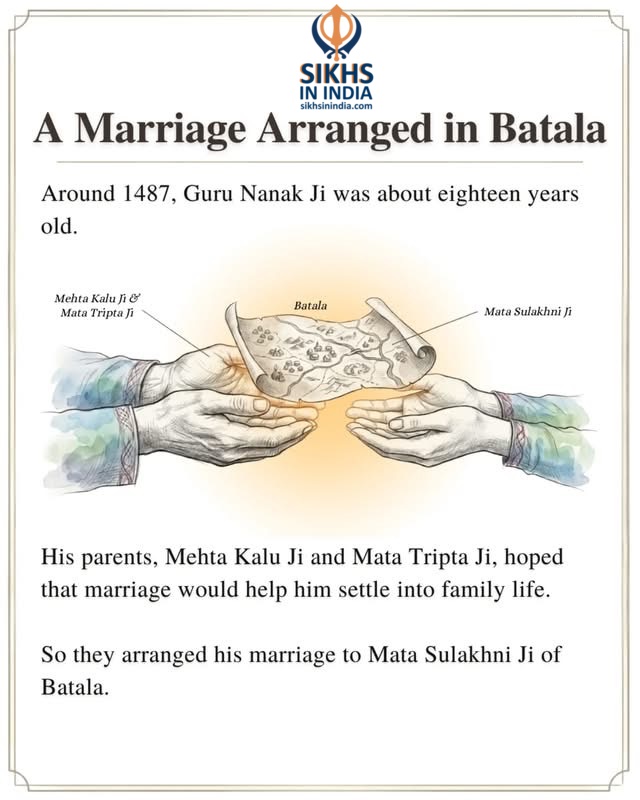 SIKHS
IN INDIA
sikhsinindia.com
A Marriage Arranged in Batala
Around 1487, Guru Nanak Ji was about eighteen years
old.
Mehta Kalu Ji &
Mata Tripta Ji
Batala
Mata Sulakhni Ji
His parents, Mehta Kalu Ji and Mata Tripta Ji, hoped
that marriage would help him settle into family life.
So they arranged his marriage to Mata Sulakhni Ji of
Batala.